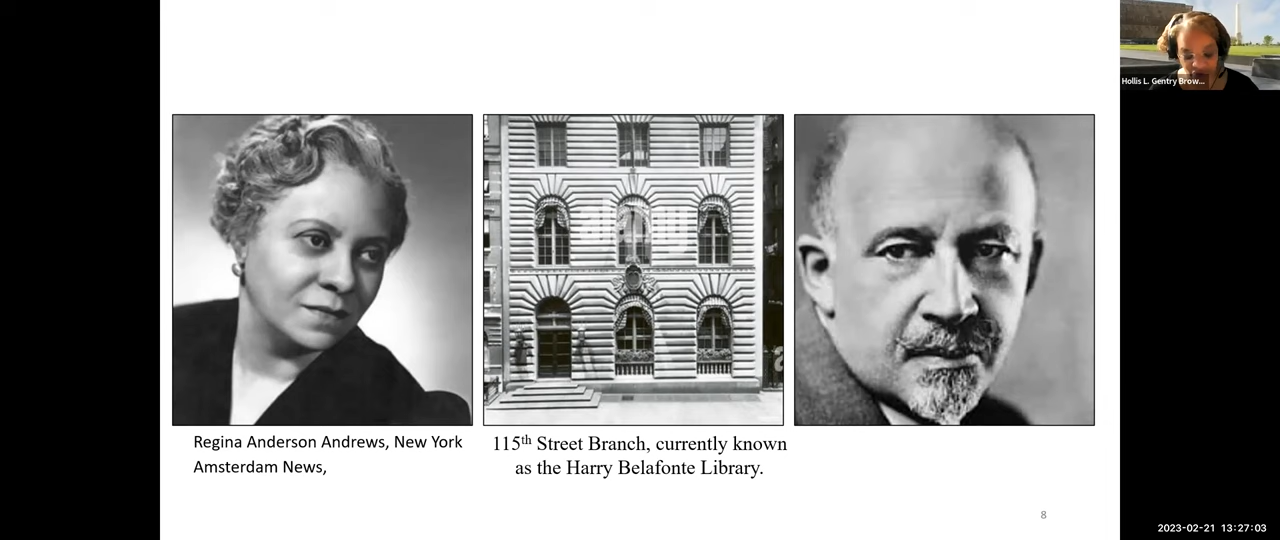 Hollis L. Gentry Brow...
Regina Anderson Andrews, New York
Amsterdam News,
115th Street Branch, currently known
as the Harry Belafonte Library.
8
2023-02-21 13:27:03